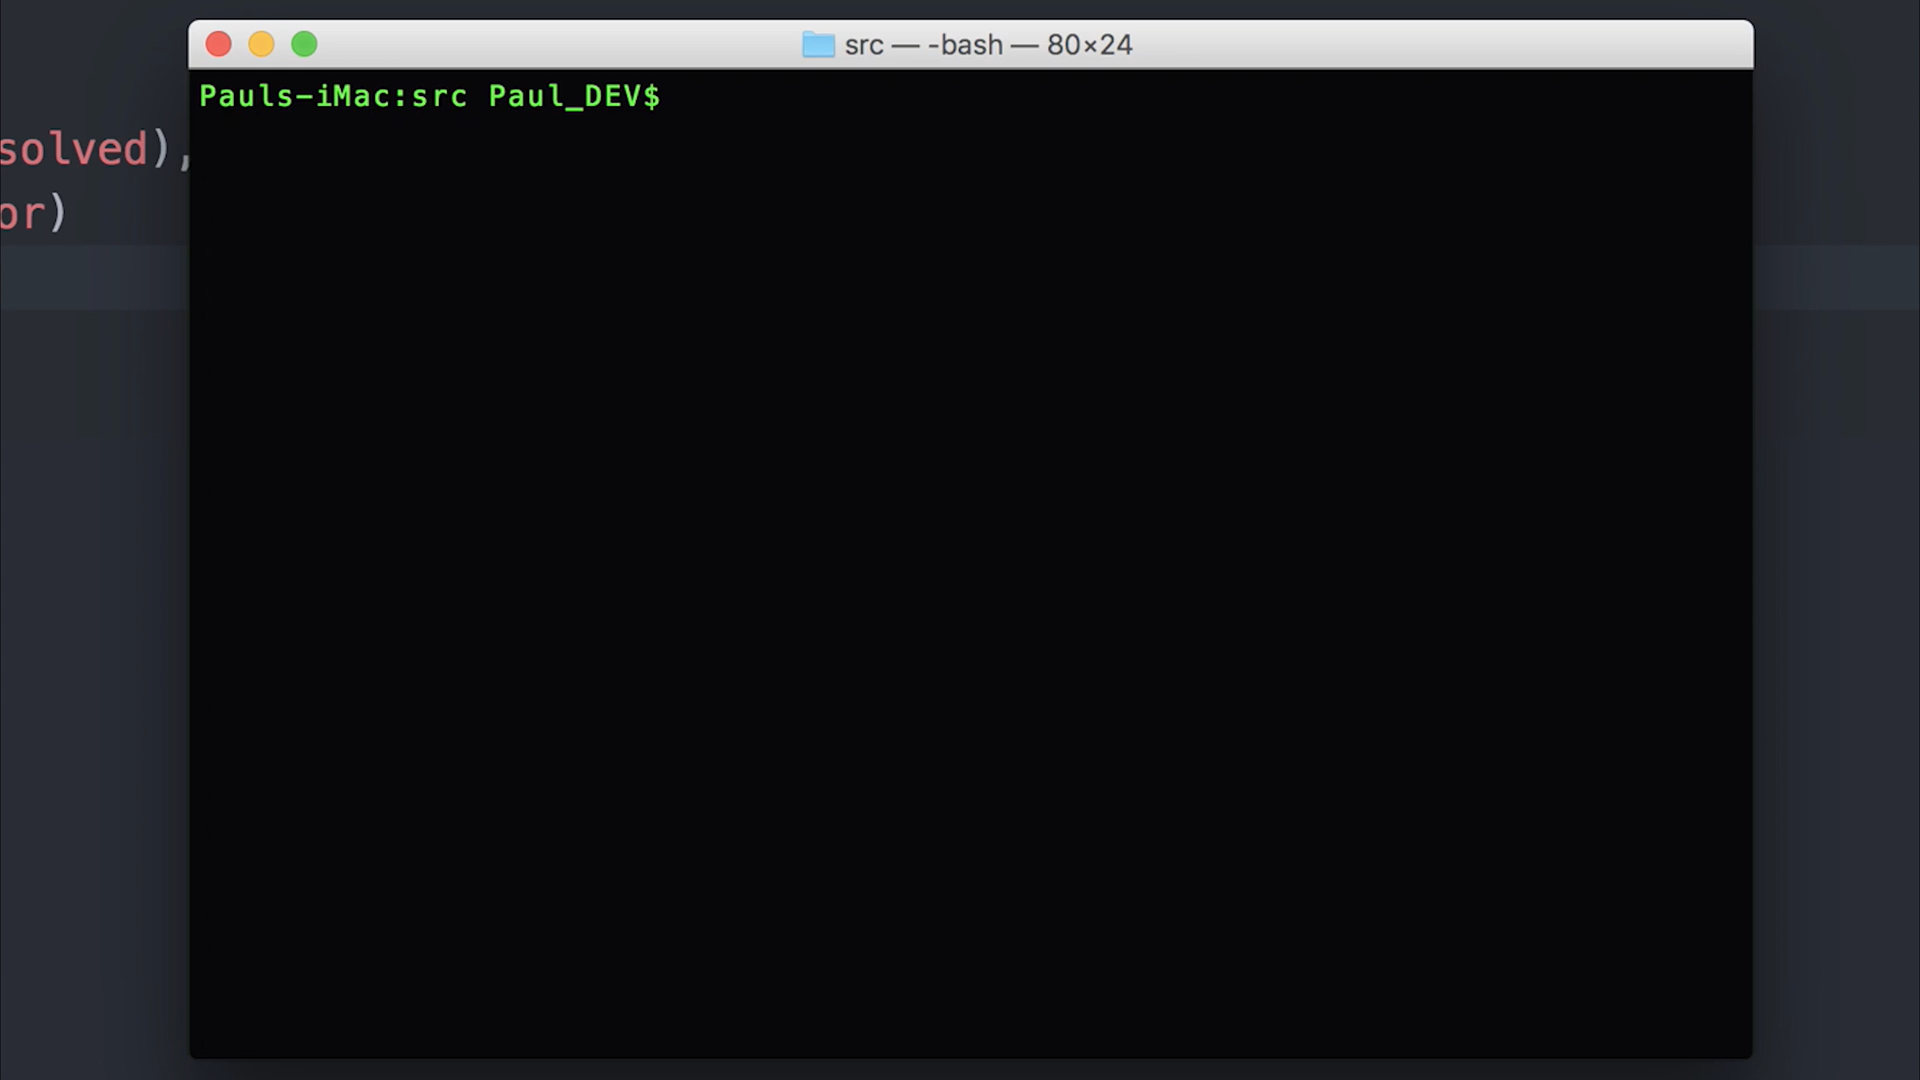 src — -bash — 80×24
Pauls-iMac:src Paul_DEV$
solved),
or)